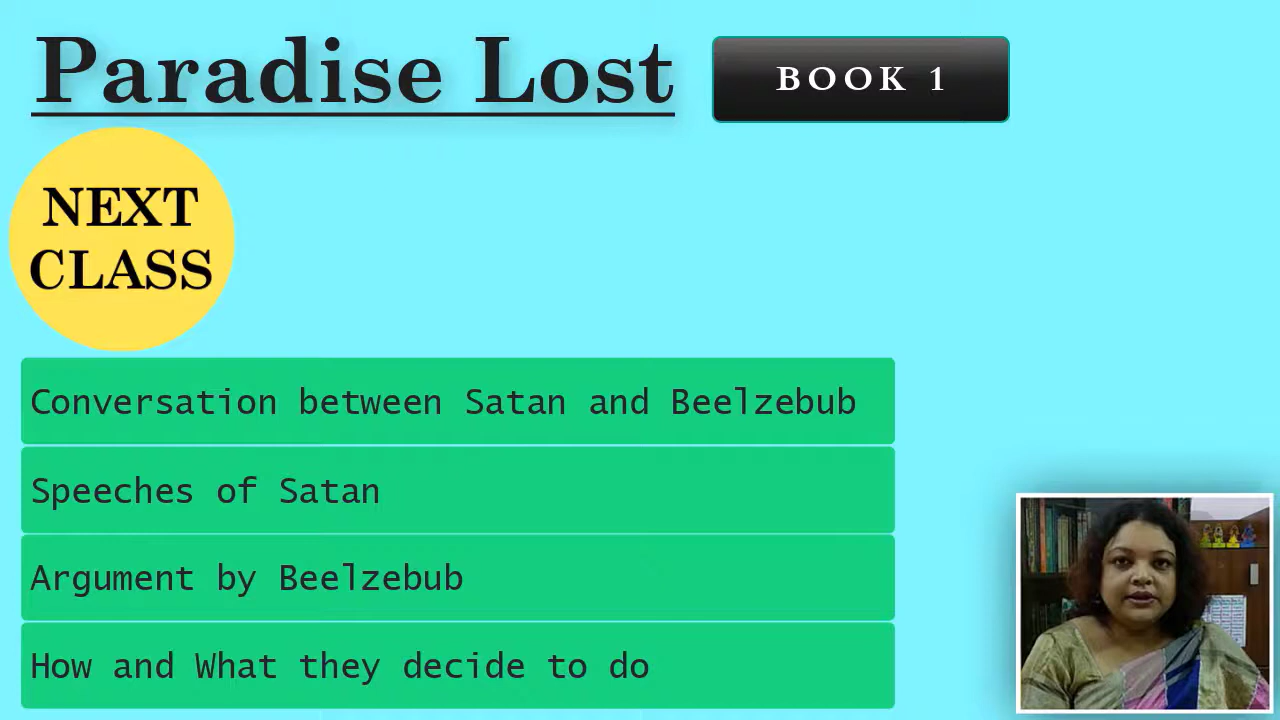 Paradise Lost
BOOK 1
NEXT
CLASS
Conversation between Satan and Beelzebub
Speeches of Satan
Argument by Beelzebub
How and What they decide to do